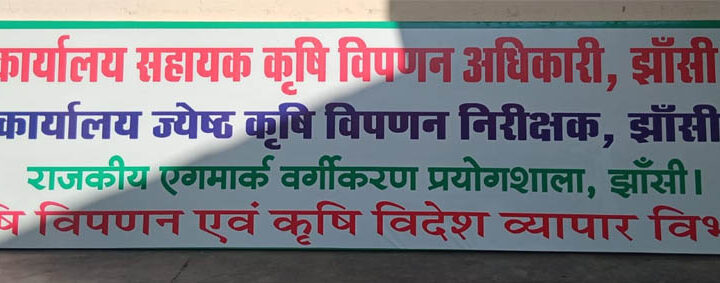 कार्यालय सहायक कृषि विपणन अधिकारी, झाँसी
कार्यालय ज्येष्ठ कृषि विपणन निरीक्षक, झाँसी
राजकीय एगमार्क वर्गीकरण प्रयोगशाला, झाँसी।
षि विपणन एवं कृषि विदेश व्यापार विभ